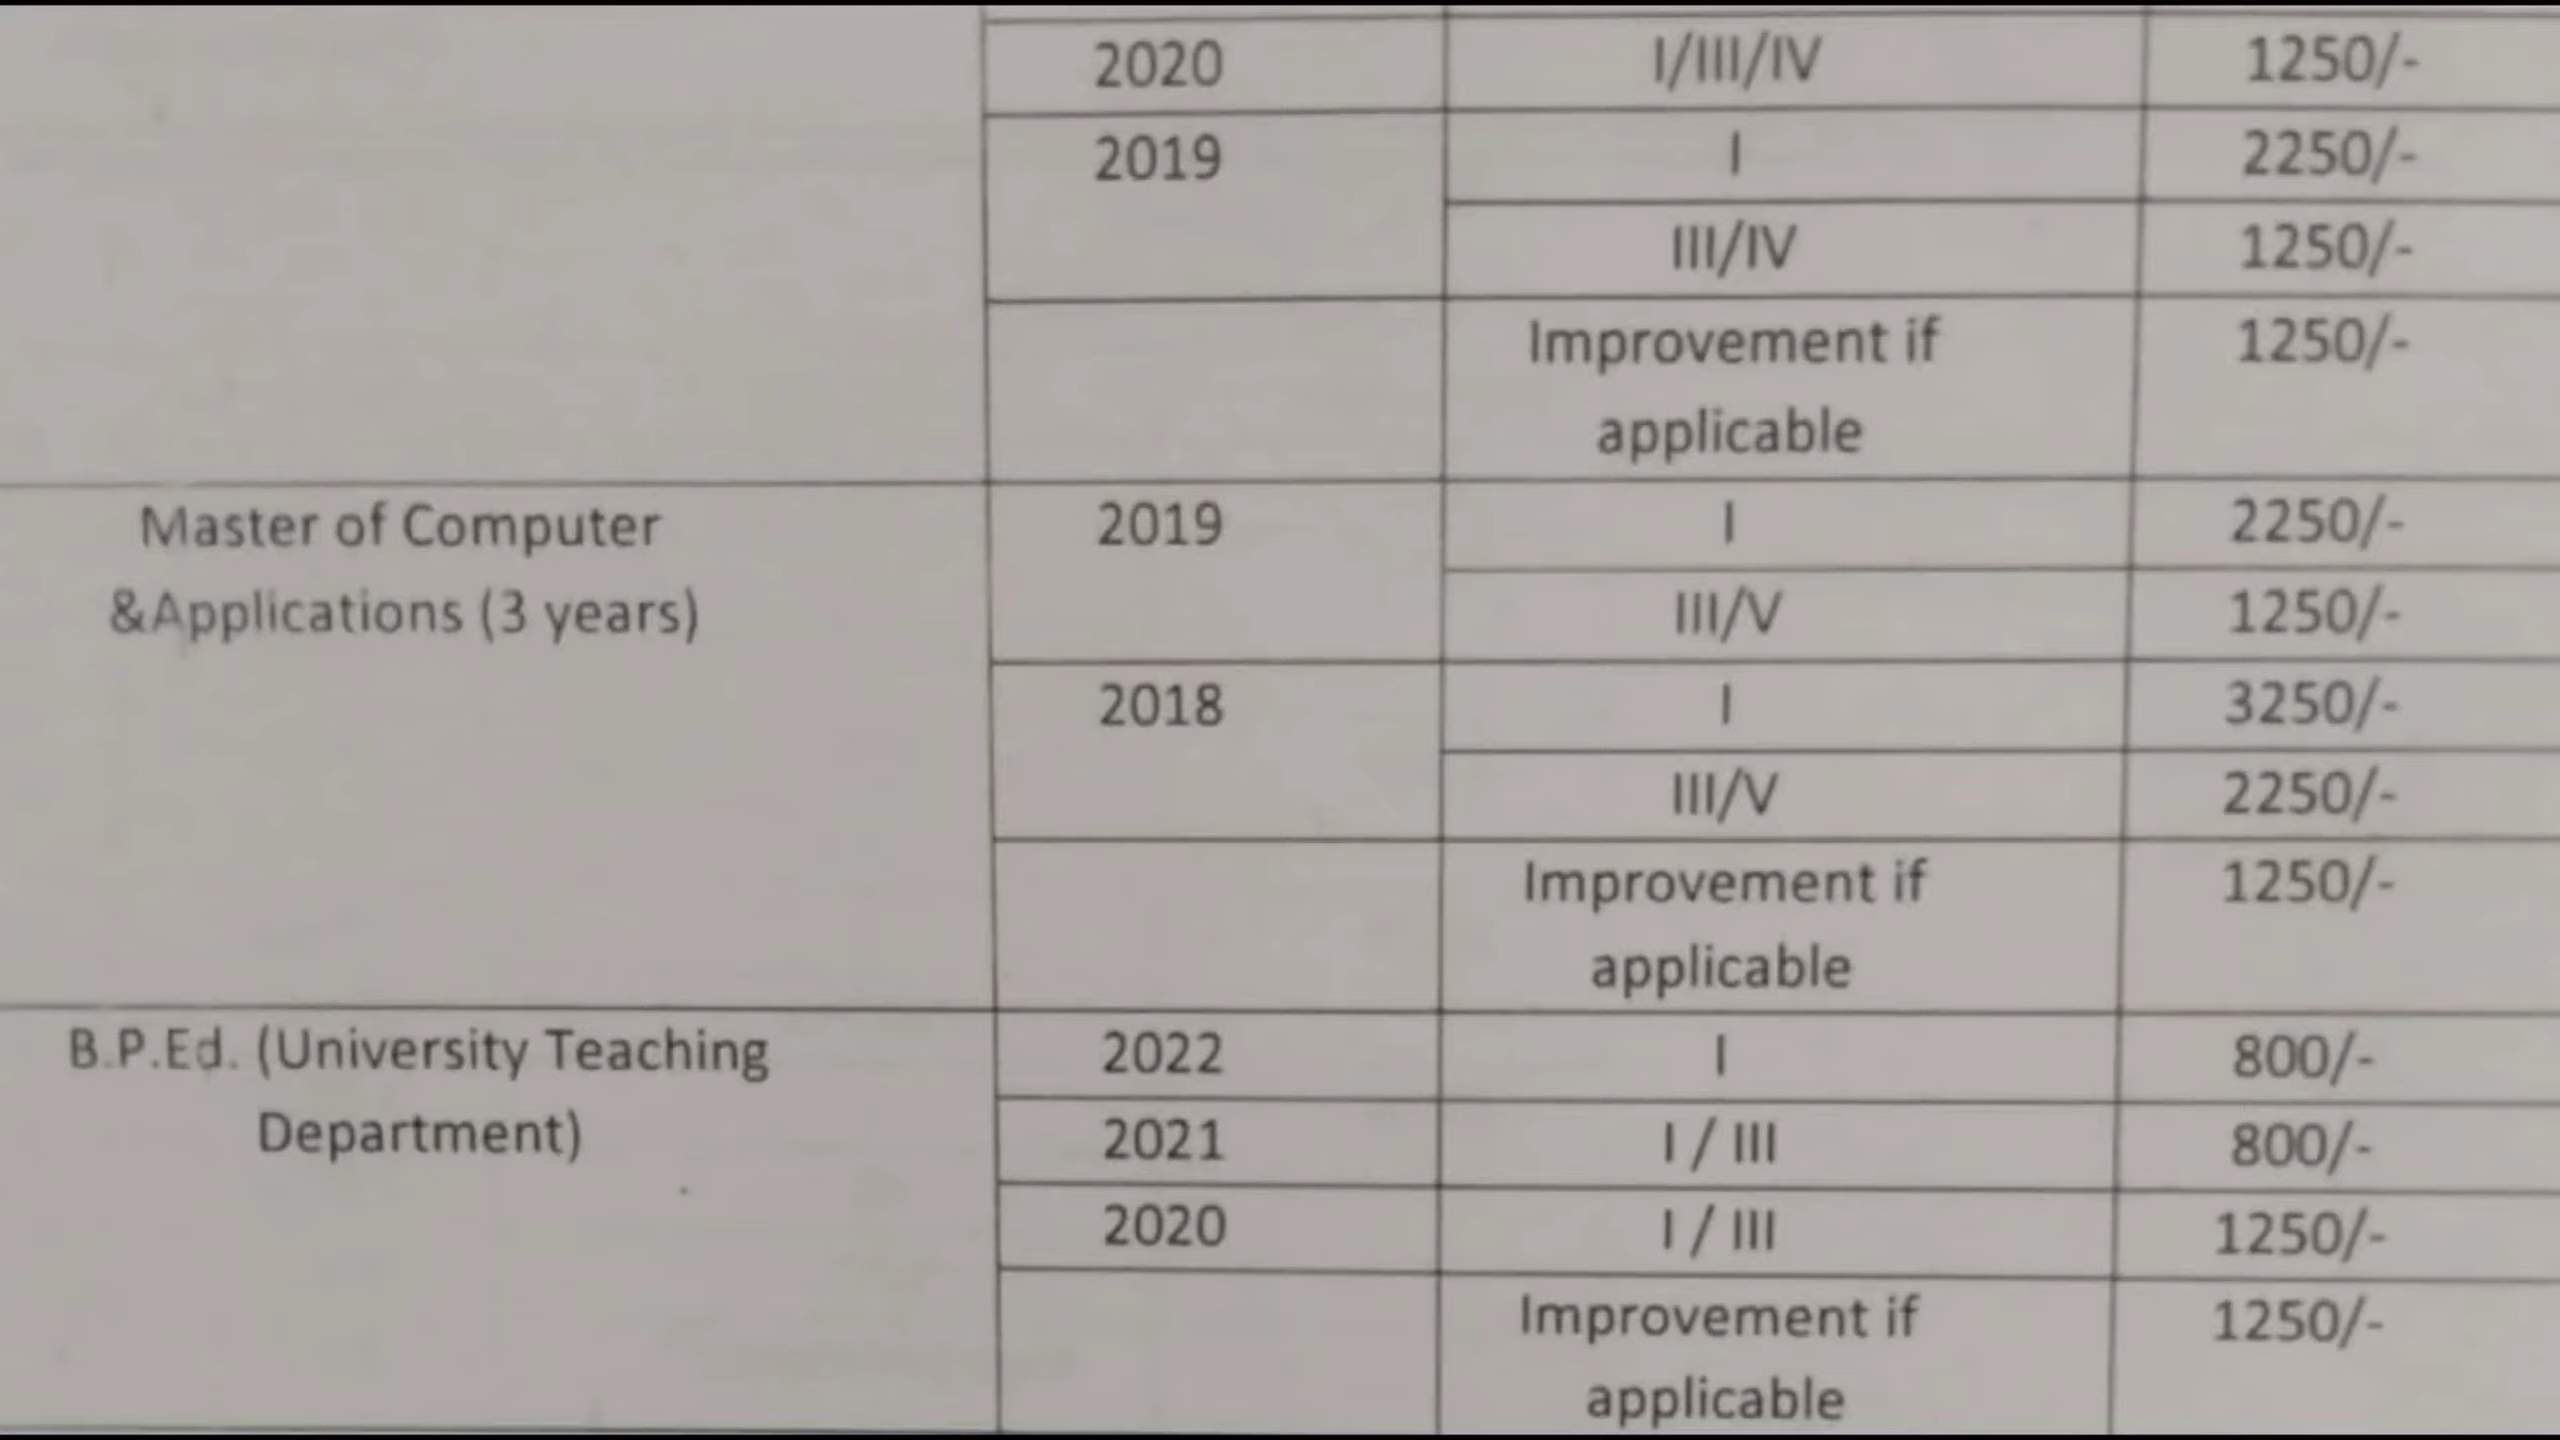 2020 I/III/IV 1250/-
2019 I 2250/-
III/IV 1250/-
Improvement if 1250/-
applicable
Master of Computer 2019 I 2250/-
&Applications (3 years) III/V 1250/-
2018 I 3250/-
III/V 2250/-
Improvement if 1250/-
applicable
B.P.Ed. (University Teaching 2022 I 800/-
Department) 2021 I / III 800/-
2020 I / III 1250/-
Improvement if 1250/-
applicable